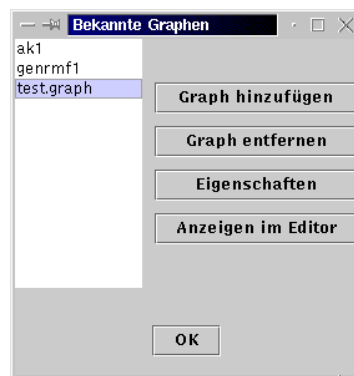 Bekannte Graphen
ak1
genrmf1
test.graph
Graph hinzufügen
Graph entfernen
Eigenschaften
Anzeigen im Editor
OK